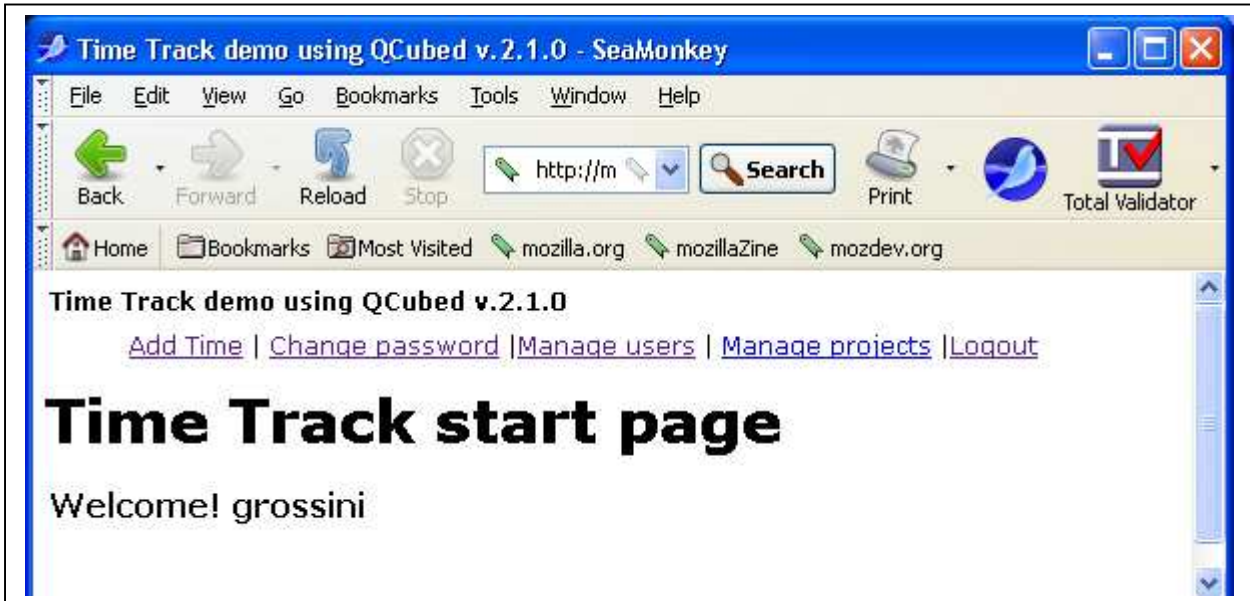 Time Track demo using QCubed v.2.1.0 - SeaMonkey
File Edit View Go Bookmarks Tools Window Help
Back Forward Reload Stop http://m Search Print Total Validator
Home Bookmarks Most Visited mozilla.org mozillaZine mozdev.org
Time Track demo using QCubed v.2.1.0
Add Time | Change password |Manage users | Manage projects |Logout
Time Track start page
Welcome! grossini